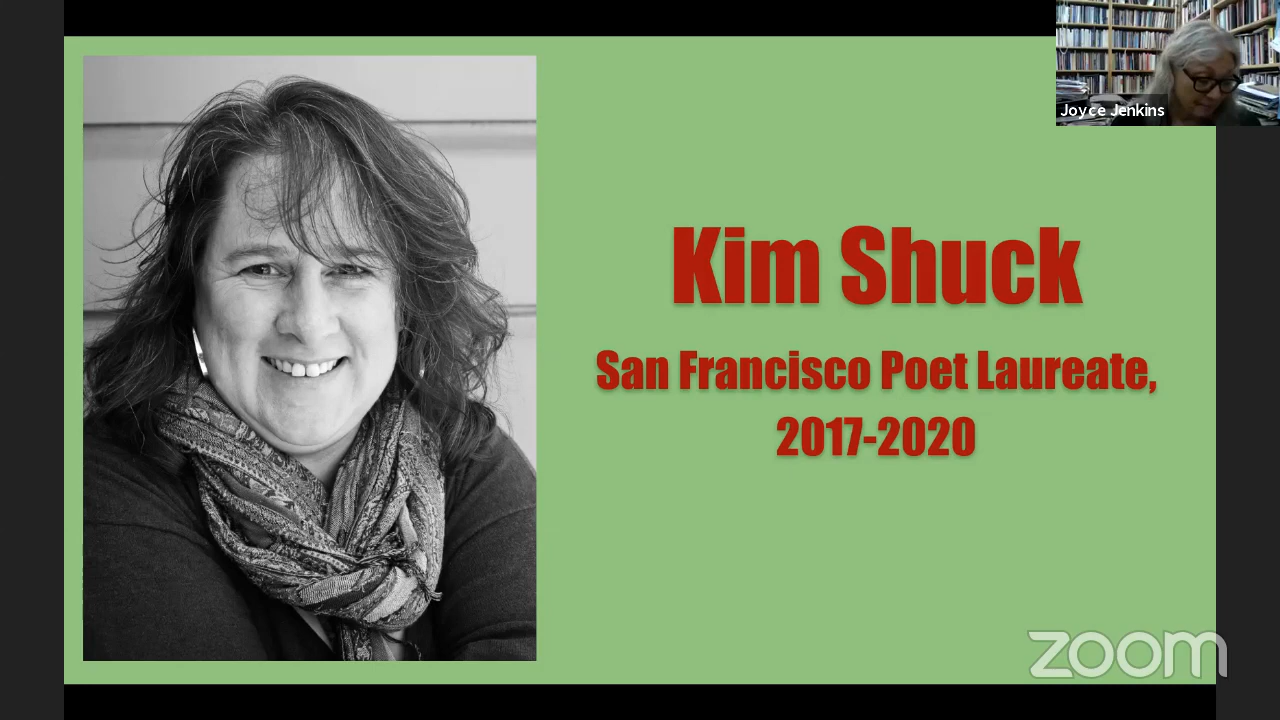 Joyce Jenkins
Kim Shuck
San Francisco Poet Laureate,
2017-2020
zoom